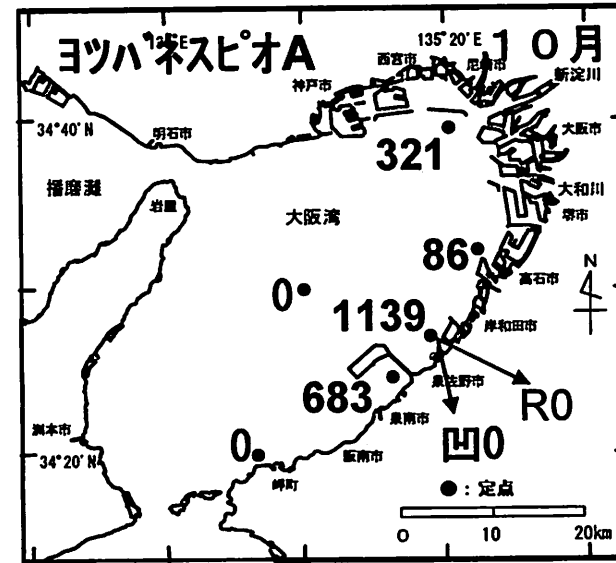 ヨツバネスピオA
10月
135°20'E
西宮市
尼崎市
新淀川
神戸市
34°40'N
明石市
321
大阪市
大和川
播磨灘
岩屋
大阪湾
堺市
86
高石市
N
0
1139
岸和田市
683
泉佐野市
R0
泉南市
洲本市
0
凹0
34°20'N
阪南市
岬町
●：定点
0 10 20km